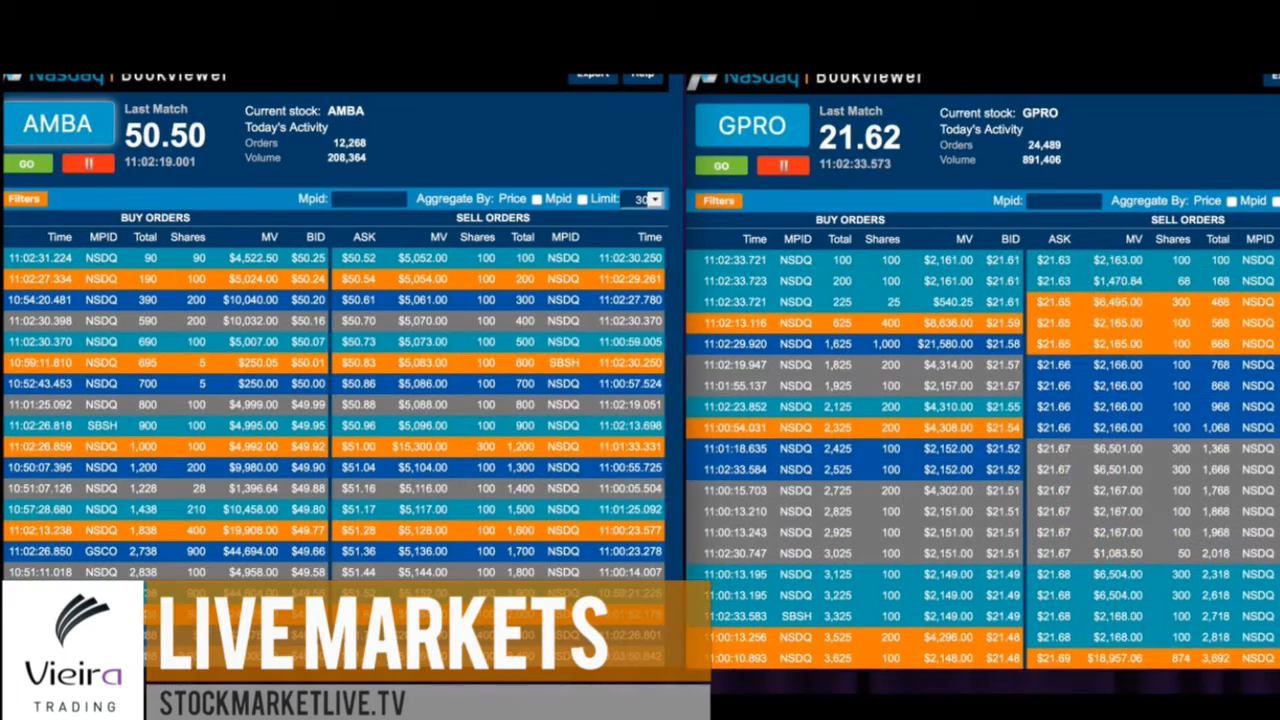 Nasdaq | BookViewer Export Help
AMBA
Last Match
50.50
11:02:19.001
Current stock: AMBA
Today's Activity
Orders 12,268
Volume 208,364
GO
Filters Mpid: Aggregate By: Price Mpid Limit: 30
BUY ORDERS SELL ORDERS
Time MPID Total Shares MV BID ASK MV Shares Total MPID Time
11:02:31.224 NSDQ 90 90 $4,522.50 $50.25 $50.52 $5,052.00 100 100 NSDQ 11:02:30.250
11:02:27.334 NSDQ 190 100 $5,024.00 $50.24 $50.54 $5,054.00 100 200 NSDQ 11:02:29.261
10:54:20.481 NSDQ 390 200 $10,040.00 $50.20 $50.61 $5,061.00 100 300 NSDQ 11:02:27.780
11:02:30.398 NSDQ 590 200 $10,032.00 $50.16 $50.70 $5,070.00 100 400 NSDQ 11:02:30.370
11:02:30.370 NSDQ 690 100 $5,007.00 $50.07 $50.73 $5,073.00 100 500 NSDQ 11:00:59.005
10:59:11.810 NSDQ 695 5 $250.05 $50.01 $50.83 $5,083.00 100 600 SBSH 11:02:30.250
10:52:43.453 NSDQ 700 5 $250.00 $50.00 $50.86 $5,086.00 100 700 NSDQ 11:00:57.524
11:01:25.092 NSDQ 800 100 $4,999.00 $49.99 $50.88 $5,088.00 100 800 NSDQ 11:02:19.051
11:02:26.818 SBSH 900 100 $4,995.00 $49.95 $50.96 $5,096.00 100 900 NSDQ 11:02:13.698
11:02:26.859 NSDQ 1,000 100 $4,992.00 $49.92 $51.00 $15,300.00 300 1,200 NSDQ 11:01:33.331
10:50:07.395 NSDQ 1,200 200 $9,980.00 $49.90 $51.04 $5,104.00 100 1,300 NSDQ 11:00:55.725
10:51:07.126 NSDQ 1,228 28 $1,396.64 $49.88 $51.16 $5,116.00 100 1,400 NSDQ 11:00:05.504
10:57:28.680 NSDQ 1,438 210 $10,458.00 $49.80 $51.17 $5,117.00 100 1,500 NSDQ 11:01:25.092
11:02:13.238 NSDQ 1,838 400 $19,908.00 $49.77 $51.28 $5,128.00 100 1,600 NSDQ 11:00:23.577
11:02:26.850 GSCO 2,738 900 $44,694.00 $49.66 $51.36 $5,136.00 100 1,700 NSDQ 11:00:23.278
10:51:11.018 NSDQ 2,838 100 $4,958.00 $49.58 $51.44 $5,144.00 100 1,800 NSDQ 11:00:14.007
Nasdaq | BookViewer
GPRO
Last Match
21.62
11:02:33.573
Current stock: GPRO
Today's Activity
Orders 24,489
Volume 891,406
GO
Filters Mpid: Aggregate By: Price Mpid
BUY ORDERS SELL ORDERS
Time MPID Total Shares MV BID ASK MV Shares Total MPID
11:02:33.721 NSDQ 100 100 $2,161.00 $21.61 $21.63 $2,163.00 100 100 NSDQ
11:02:33.723 NSDQ 200 100 $2,161.00 $21.61 $21.63 $1,470.84 68 168 NSDQ
11:02:33.721 NSDQ 225 25 $540.25 $21.61 $21.65 $6,495.00 300 468 NSDQ
11:02:13.116 NSDQ 625 400 $8,636.00 $21.59 $21.65 $2,165.00 100 568 NSDQ
11:02:29.920 NSDQ 1,625 1,000 $21,580.00 $21.58 $21.65 $2,165.00 100 668 NSDQ
11:02:19.947 NSDQ 1,825 200 $4,314.00 $21.57 $21.66 $2,166.00 100 768 NSDQ
11:01:55.137 NSDQ 1,925 100 $2,157.00 $21.57 $21.66 $2,166.00 100 868 NSDQ
11:02:23.852 NSDQ 2,125 200 $4,310.00 $21.55 $21.66 $2,166.00 100 968 NSDQ
11:00:54.031 NSDQ 2,325 200 $4,308.00 $21.54 $21.66 $2,166.00 100 1,068 NSDQ
11:01:18.635 NSDQ 2,425 100 $2,152.00 $21.52 $21.67 $6,501.00 300 1,368 NSDQ
11:02:33.584 NSDQ 2,525 100 $2,152.00 $21.52 $21.67 $6,501.00 300 1,668 NSDQ
11:00:15.703 NSDQ 2,725 200 $4,302.00 $21.51 $21.67 $2,167.00 100 1,768 NSDQ
11:00:13.210 NSDQ 2,825 100 $2,151.00 $21.51 $21.67 $2,167.00 100 1,868 NSDQ
11:00:13.243 NSDQ 2,925 100 $2,151.00 $21.51 $21.67 $2,167.00 100 1,968 NSDQ
11:02:30.747 NSDQ 3,025 100 $2,151.00 $21.51 $21.67 $1,083.50 50 2,018 NSDQ
11:00:13.195 NSDQ 3,125 100 $2,149.00 $21.49 $21.68 $6,504.00 300 2,318 NSDQ
11:00:13.195 NSDQ 3,225 100 $2,149.00 $21.49 $21.68 $6,504.00 300 2,618 NSDQ
11:02:33.583 SBSH 3,325 100 $2,149.00 $21.49 $21.68 $2,168.00 100 2,718 NSDQ
11:00:13.256 NSDQ 3,525 200 $4,296.00 $21.48 $21.68 $2,168.00 100 2,818 NSDQ
11:00:10.893 NSDQ 3,625 100 $2,148.00 $21.48 $21.69 $18,957.06 874 3,692 NSDQ
Vieira
TRADING
LIVE MARKETS
STOCKMARKETLIVE.TV